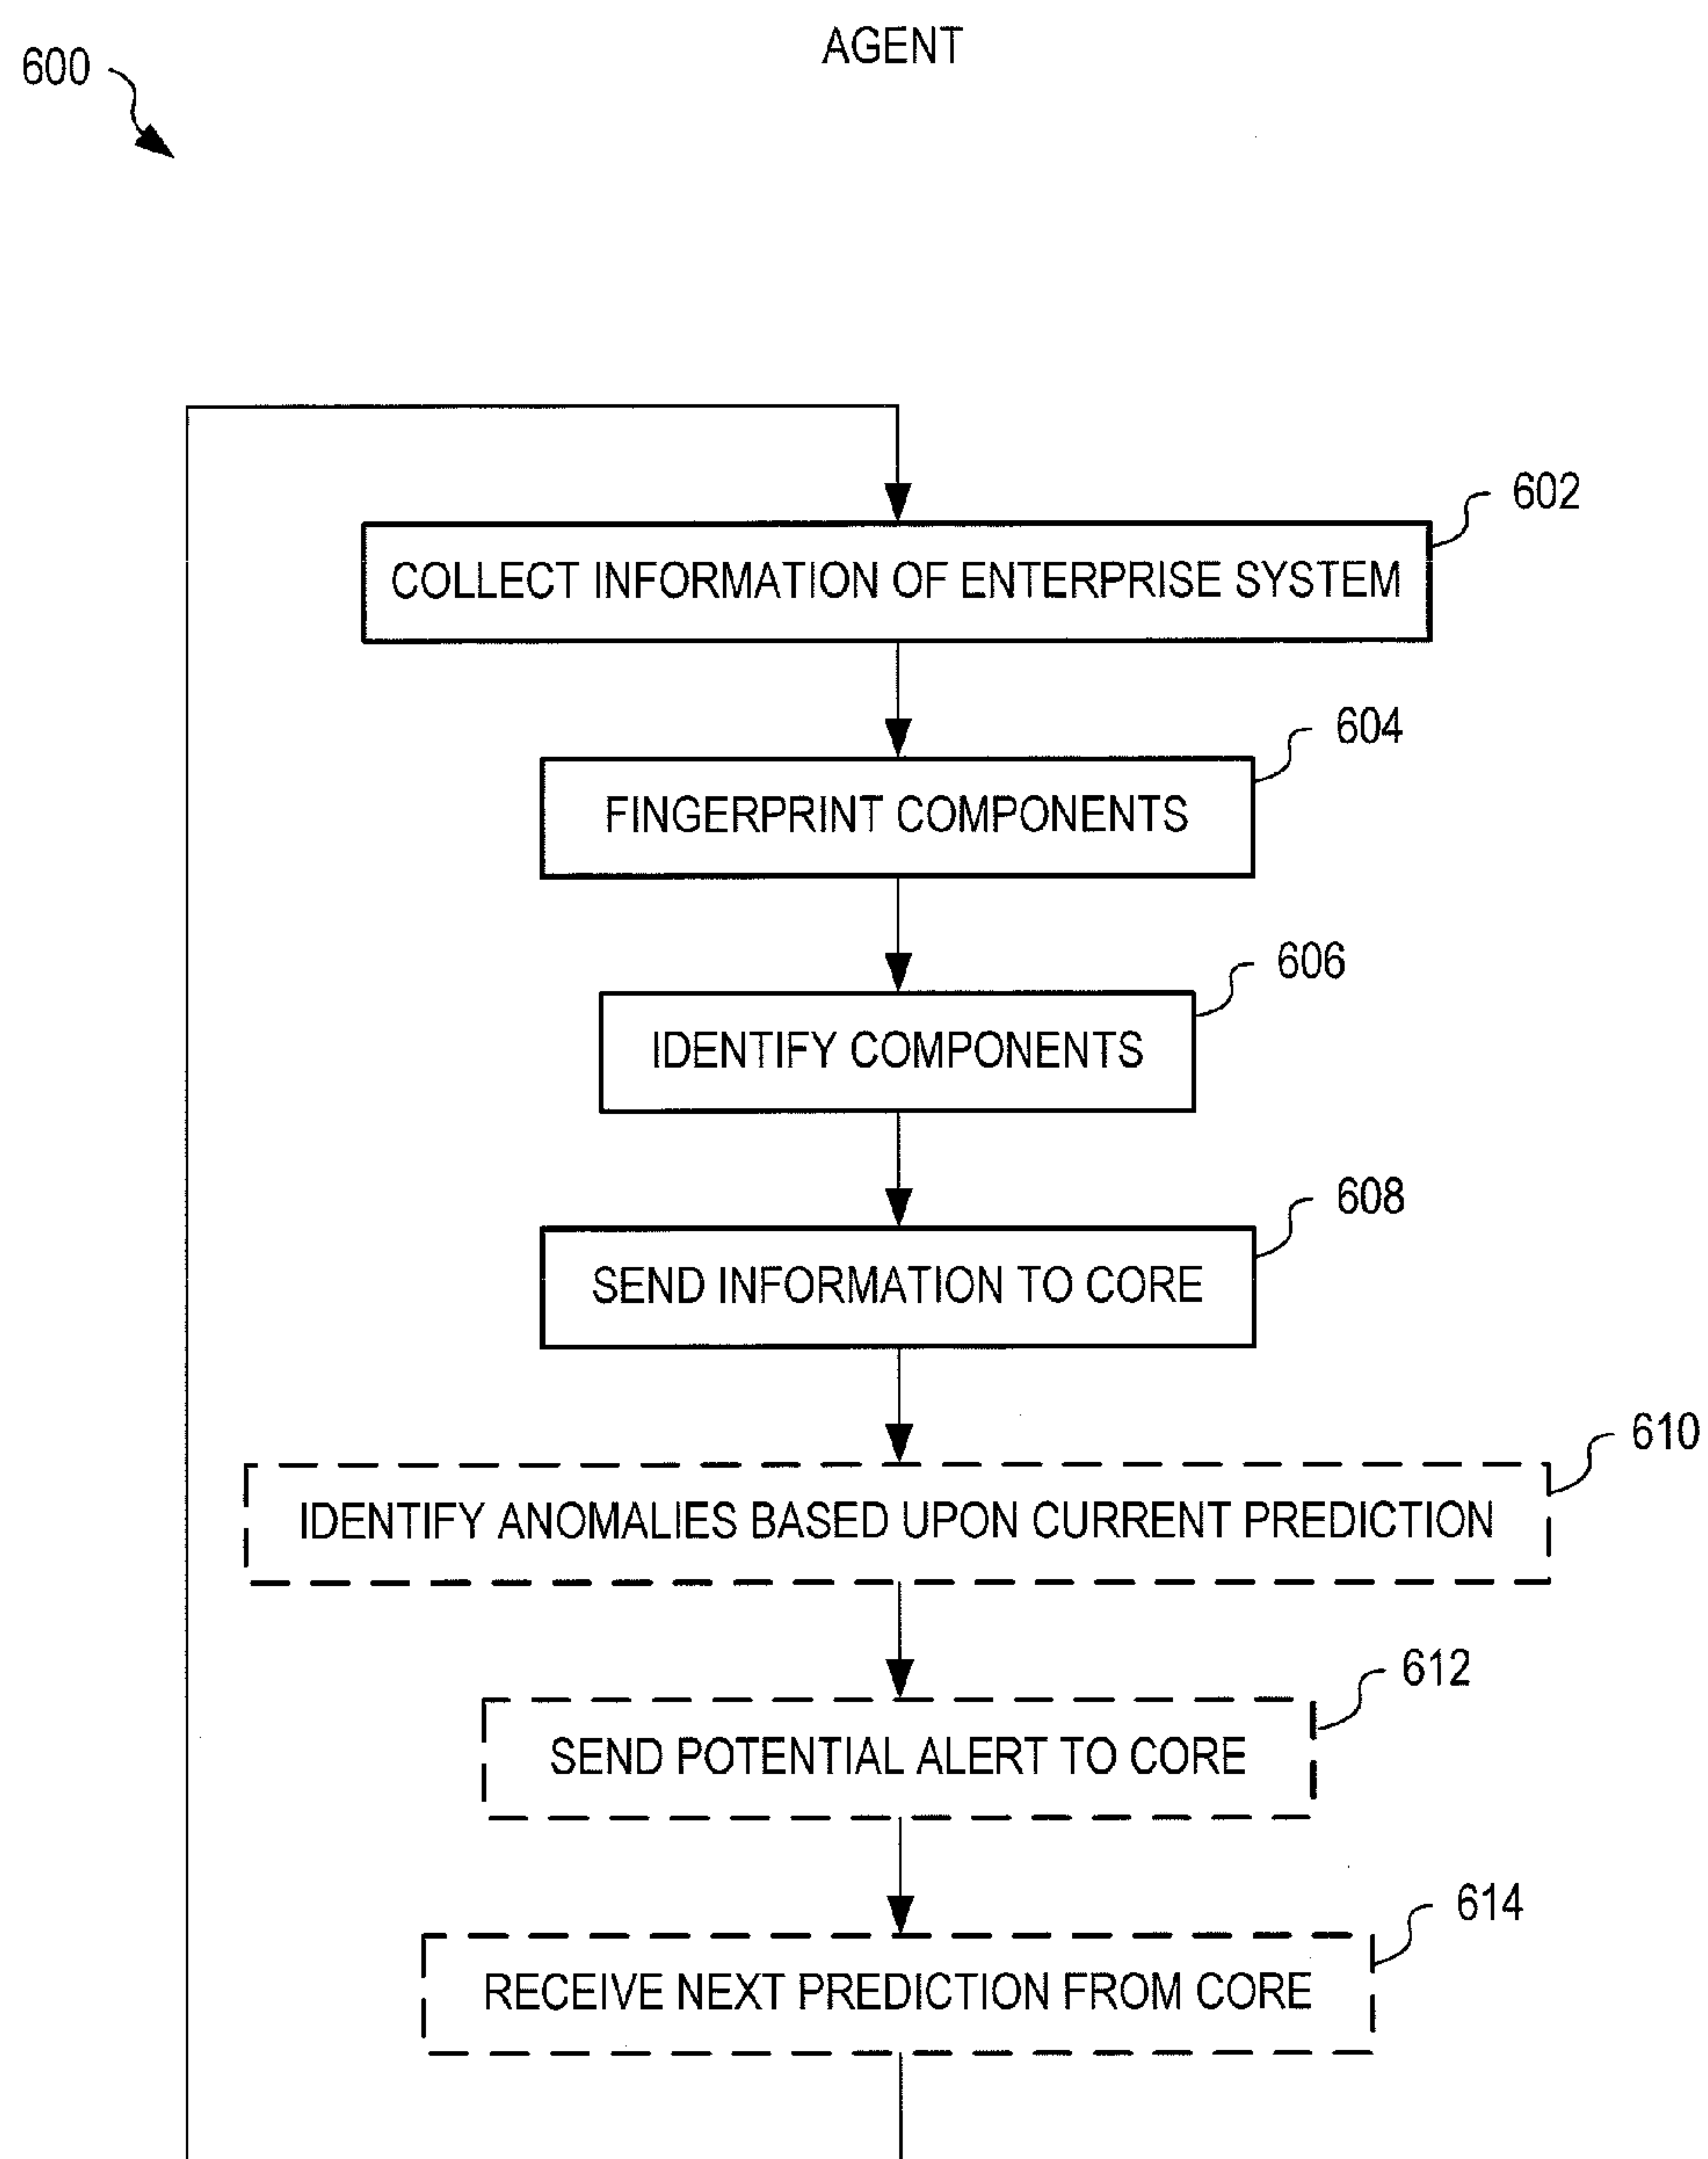 AGENT
600
602
COLLECT INFORMATION OF ENTERPRISE SYSTEM
604
FINGERPRINT COMPONENTS
606
IDENTIFY COMPONENTS
608
SEND INFORMATION TO CORE
610
IDENTIFY ANOMALIES BASED UPON CURRENT PREDICTION
612
SEND POTENTIAL ALERT TO CORE
614
RECEIVE NEXT PREDICTION FROM CORE